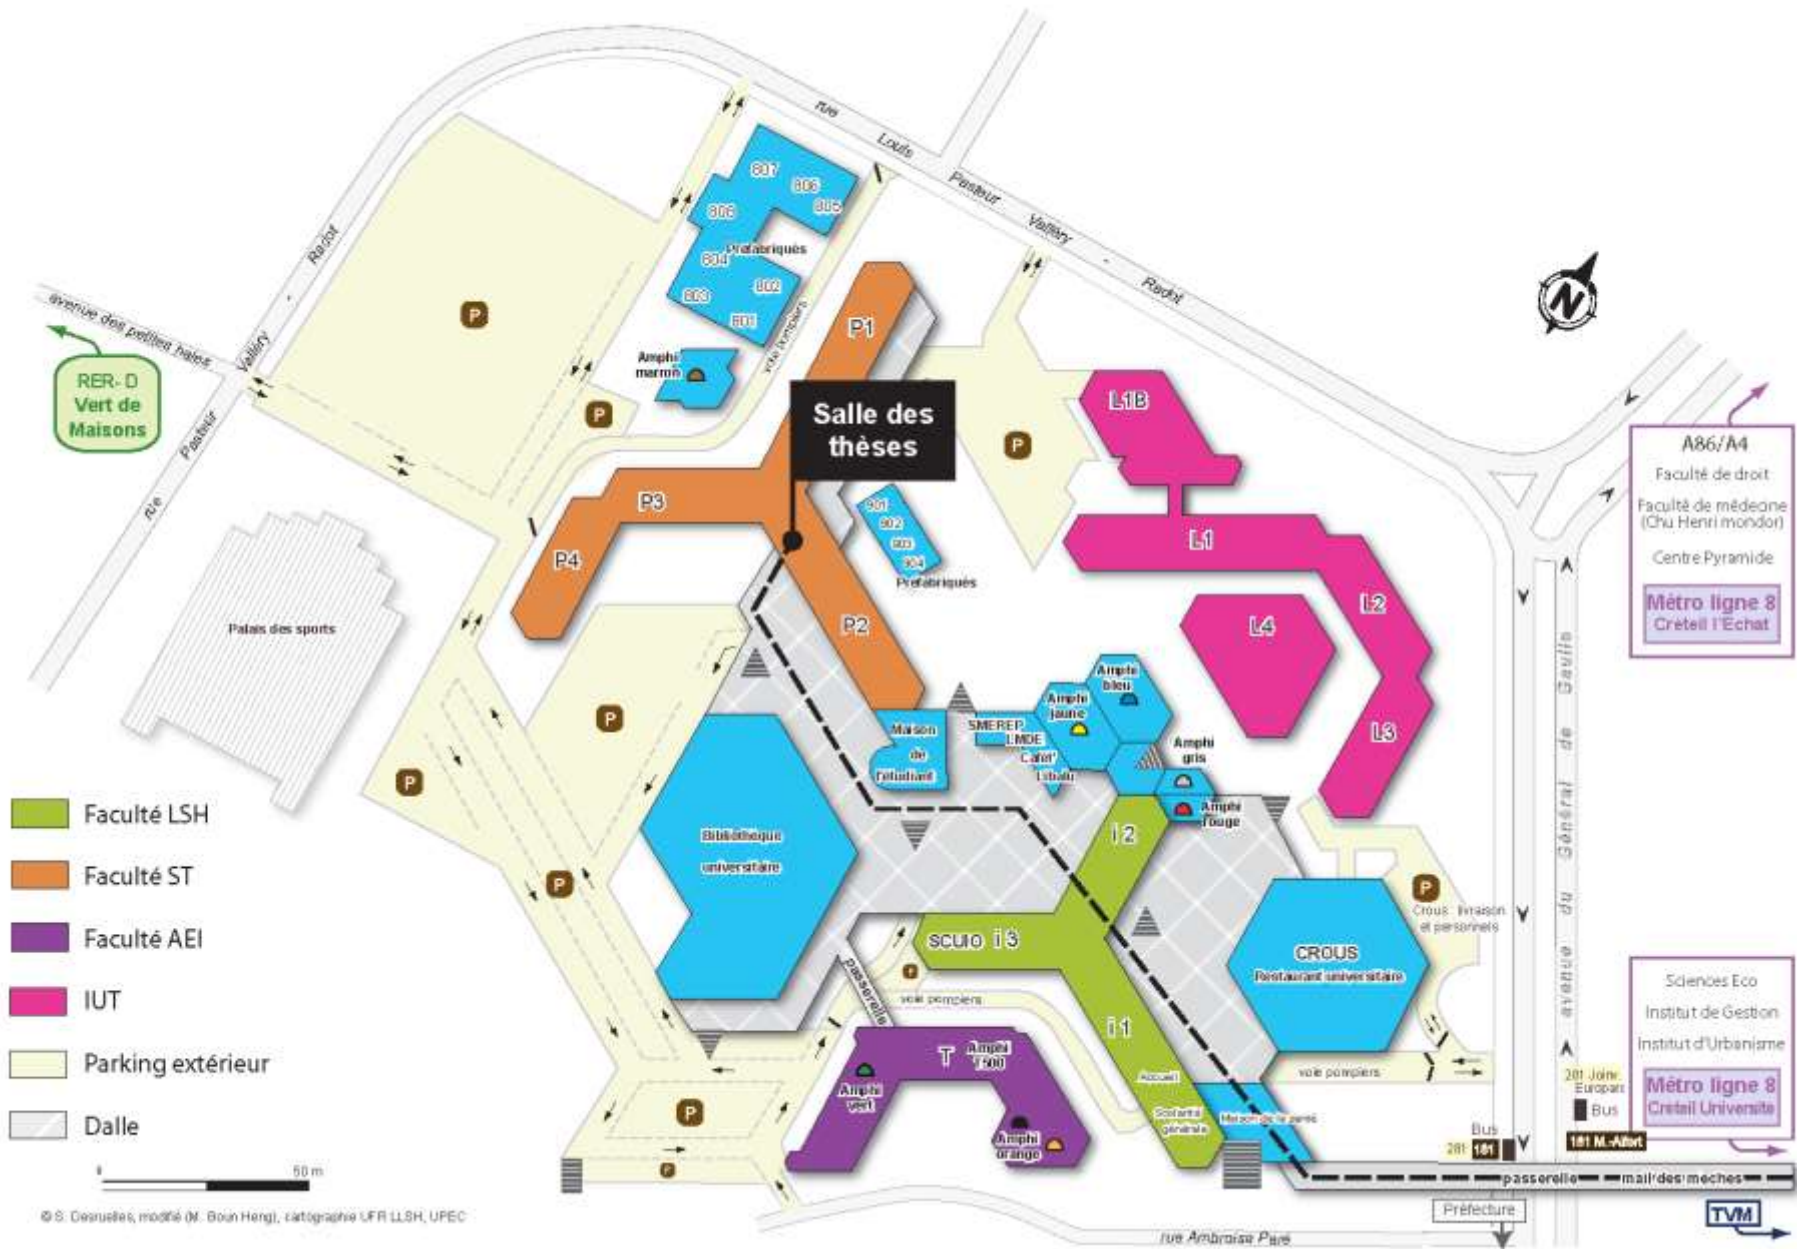 rue
Louis
Pasteur
Valléry
-
Radot
807
806
805
808
Préfabriqués
804
803
802
801
Amphi
marron
voie pompiers
avenue des petites haies
RER-D
Vert de
Maisons
rue
Pasteur
Valléry
-
Radot
P
P
P
P
P
P
P
P
P
P
P
P1
P2
P3
P4
Salle des
thèses
901
902
903
904
Préfabriqués
L1B
L1
L2
L3
L4
N
A86/A4
Faculté de droit
Faculté de médecine
(Chu Henri mondor)
Centre Pyramide
Métro ligne 8
Créteil l'Echat
Palais des sports
Maison
de
l'étudiant
SMEREP
LMDE
Cafet'
Amphi
jaune
Amphi
bleu
Amphi
gris
Amphi
rouge
Bibliothèque
universitaire
i 2
SCUIO i 3
i 1
Accueil
Scolarité
générale
Maison de la santé
CROUS
Restaurant universitaire
Crous livraison
et personnels
passerelle
voie pompiers
voie pompiers
T
Amphi
T500
Amphi
vert
Amphi
orange
avenue du Général de Gaulle
Sciences Eco
Institut de Gestion
Institut d'Urbanisme
Métro ligne 8
Créteil Université
281 Joinv.
Europarc
Bus
181 M.-Alfort
Bus
281 181
passerelle mail des mèches
Préfecture
TVM
rue Ambroise Paré
Faculté LSH
Faculté ST
Faculté AEI
IUT
Parking extérieur
Dalle
50 m
© S. Desruelles, modifié (M. Boun Heng), cartographie UFR LLSH, UPEC